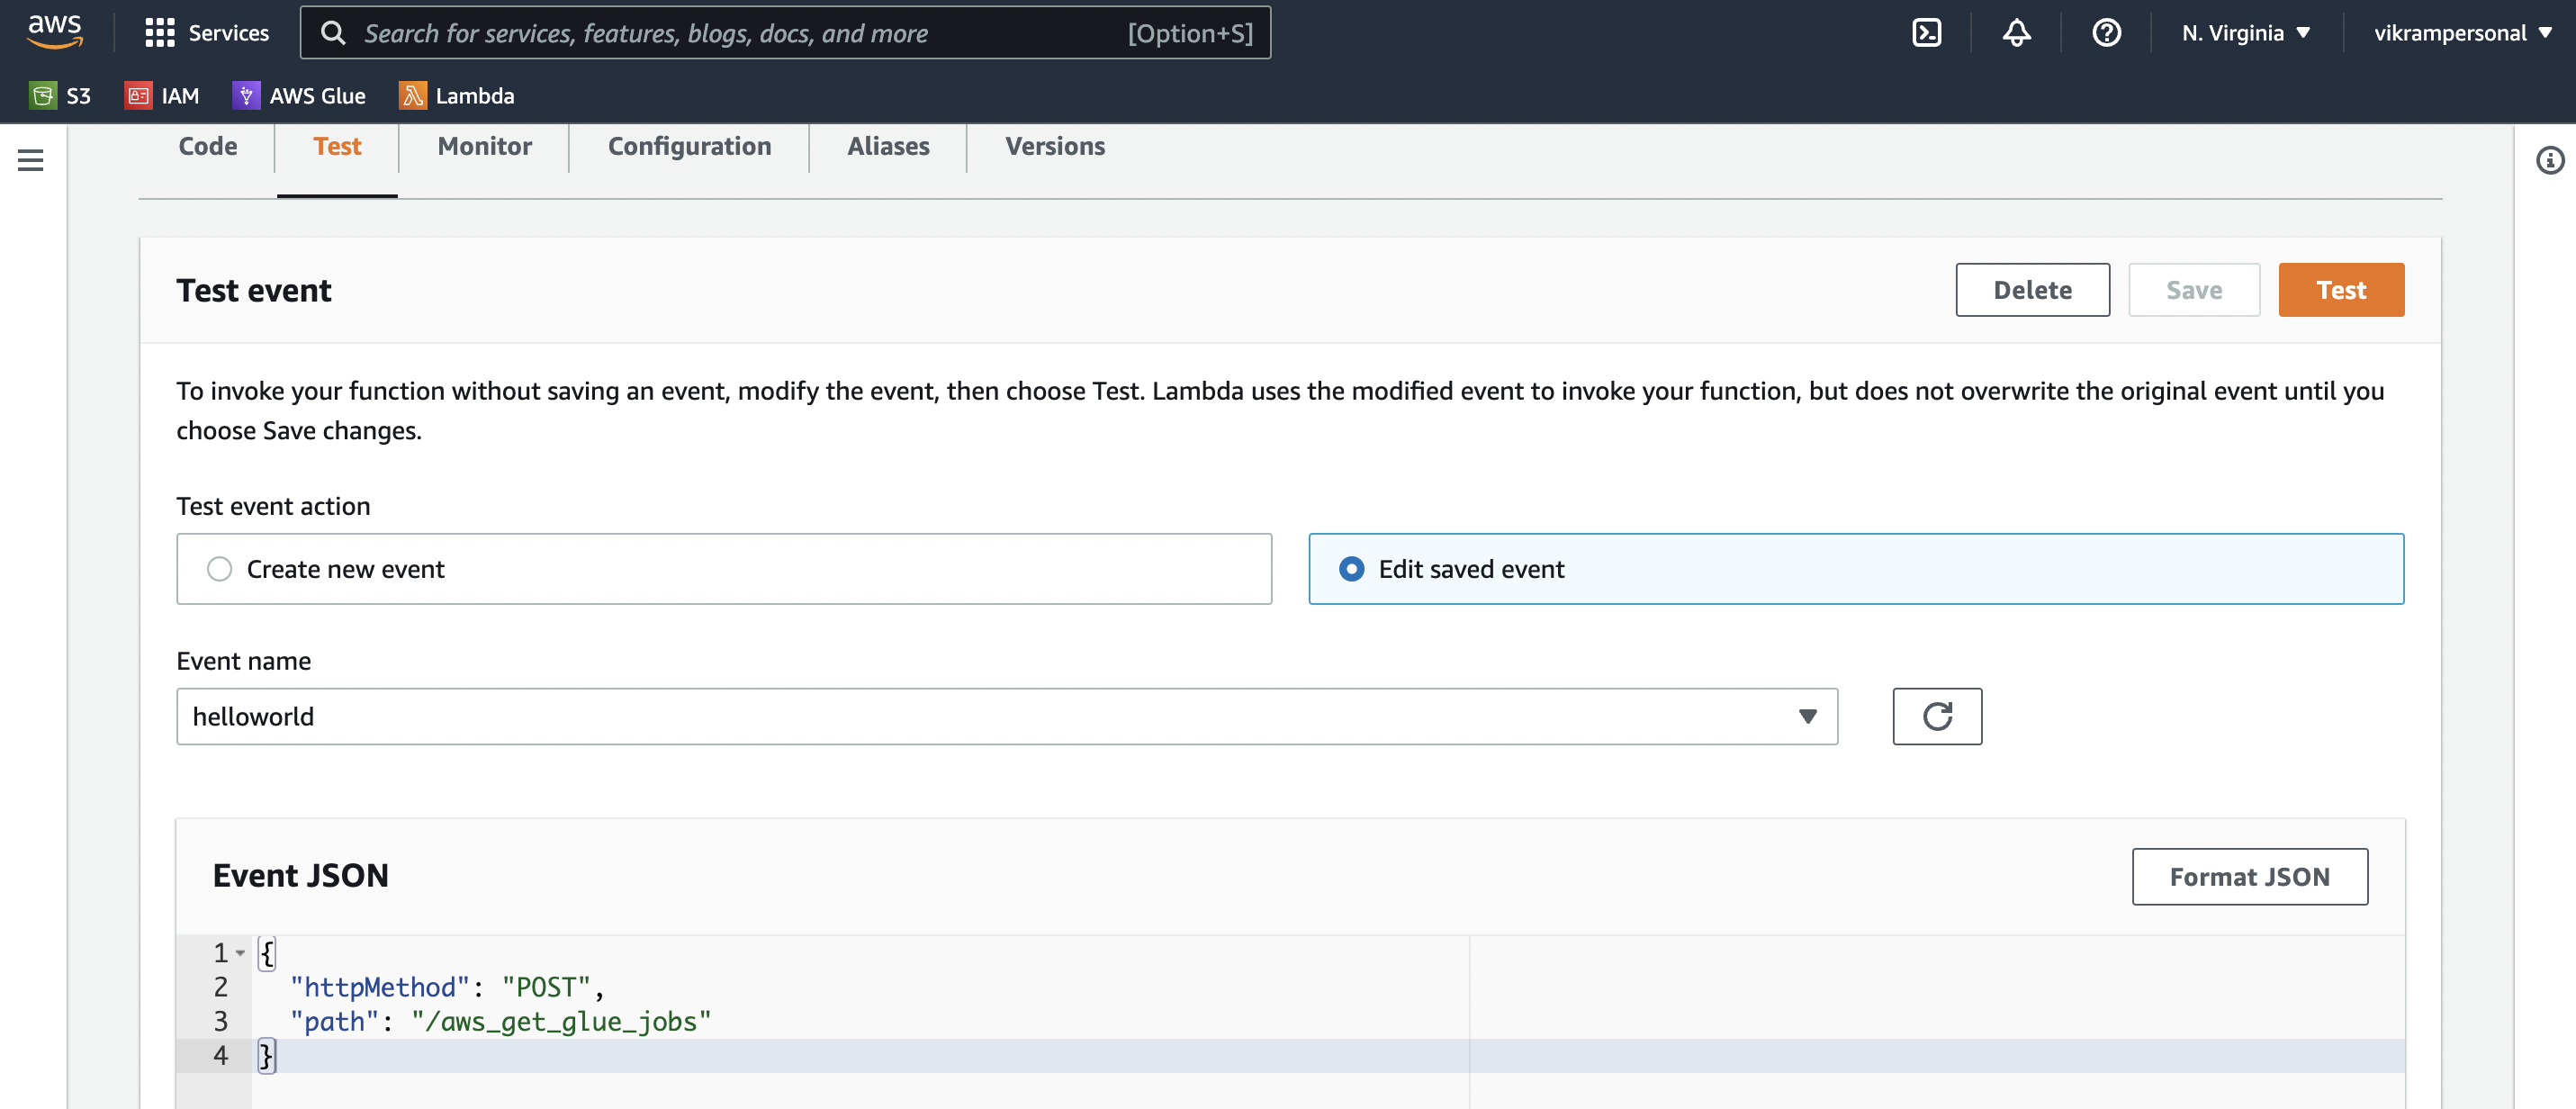 aws Services Search for services, features, blogs, docs, and more [Option+S] N. Virginia vikrampersonal
S3 IAM AWS Glue Lambda
Code Test Monitor Configuration Aliases Versions
Test event Delete Save Test
To invoke your function without saving an event, modify the event, then choose Test. Lambda uses the modified event to invoke your function, but does not overwrite the original event until you
choose Save changes.
Test event action
Create new event Edit saved event
Event name
helloworld
Event JSON Format JSON
1 {
2 "httpMethod": "POST",
3 "path": "/aws_get_glue_jobs"
4 }